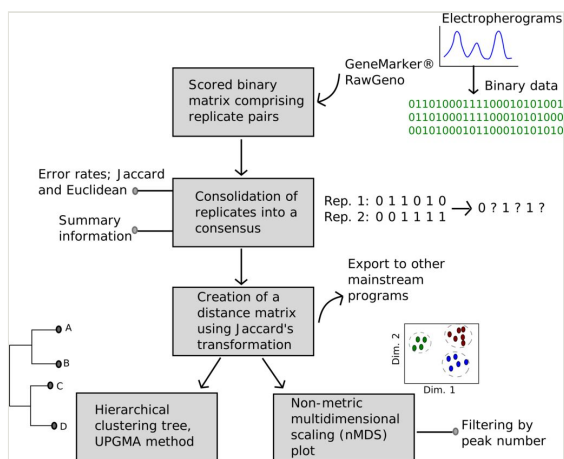 Electropherograms
GeneMarker®
RawGeno
Binary data
011010001111000101010​01
01101000111100010101000
00101000101100010101010
Scored binary
matrix comprising
replicate pairs
Error rates; Jaccard
and Euclidean
Summary
information
Consolidation of
replicates into a
consensus
Rep. 1: 0 1 1 0 1 0
Rep. 2: 0 0 1 1 1 1
0 ? 1 ? 1 ?
Export to other
mainstream
programs
Creation of a
distance matrix
using Jaccard's
transformation
A
B
C
D
Dim. 2
Dim. 1
Hierarchical
clustering tree,
UPGMA method
Non-metric
multidimensional
scaling (nMDS)
plot
Filtering by
peak number